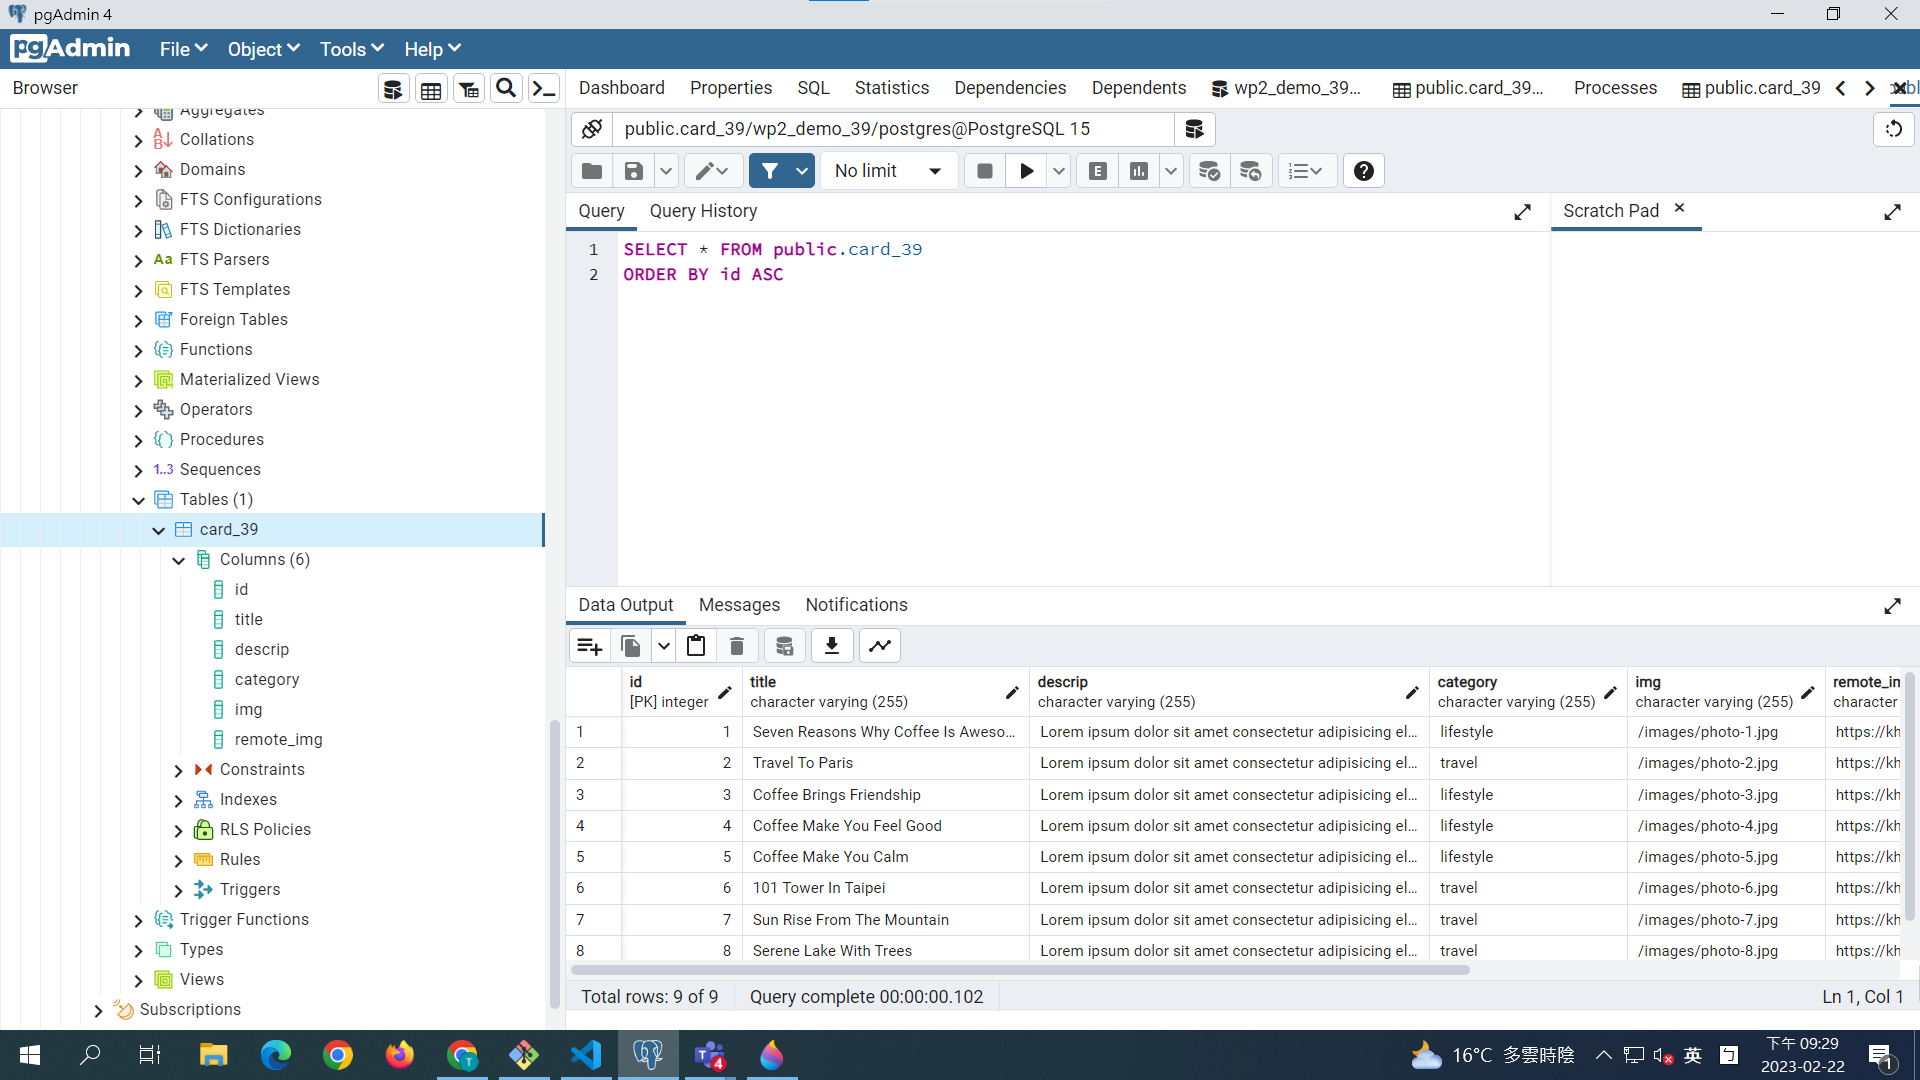 pgAdmin 4
pgAdmin File Object Tools Help
Browser
Dashboard Properties SQL Statistics Dependencies Dependents wp2_demo_39... public.card_39... Processes public.card_39
Aggregates
Collations
Domains
FTS Configurations
FTS Dictionaries
Aa FTS Parsers
FTS Templates
Foreign Tables
Functions
Materialized Views
Operators
Procedures
1..3 Sequences
Tables (1)
card_39
Columns (6)
id
title
descrip
category
img
remote_img
Constraints
Indexes
RLS Policies
Rules
Triggers
Trigger Functions
Types
Views
Subscriptions
public.card_39/wp2_demo_39/postgres@PostgreSQL 15
No limit E
Query Query History
Scratch Pad
1 SELECT * FROM public.card_39
2 ORDER BY id ASC
Data Output Messages Notifications
id title descrip category img remote_im
[PK] integer character varying (255) character varying (255) character varying (255) character varying (255) character
1 1 Seven Reasons Why Coffee Is Aweso... Lorem ipsum dolor sit amet consectetur adipisicing el... lifestyle /images/photo-1.jpg https://kh
2 2 Travel To Paris Lorem ipsum dolor sit amet consectetur adipisicing el... travel /images/photo-2.jpg https://kh
3 3 Coffee Brings Friendship Lorem ipsum dolor sit amet consectetur adipisicing el... lifestyle /images/photo-3.jpg https://kh
4 4 Coffee Make You Feel Good Lorem ipsum dolor sit amet consectetur adipisicing el... lifestyle /images/photo-4.jpg https://kh
5 5 Coffee Make You Calm Lorem ipsum dolor sit amet consectetur adipisicing el... lifestyle /images/photo-5.jpg https://kh
6 6 101 Tower In Taipei Lorem ipsum dolor sit amet consectetur adipisicing el... travel /images/photo-6.jpg https://kh
7 7 Sun Rise From The Mountain Lorem ipsum dolor sit amet consectetur adipisicing el... travel /images/photo-7.jpg https://kh
8 8 Serene Lake With Trees Lorem ipsum dolor sit amet consectetur adipisicing el... travel /images/photo-8.jpg https://kh
Total rows: 9 of 9 Query complete 00:00:00.102 Ln 1, Col 1
T 4 16°C 多雲時陰 英 下午 09:29
2023-02-22 1